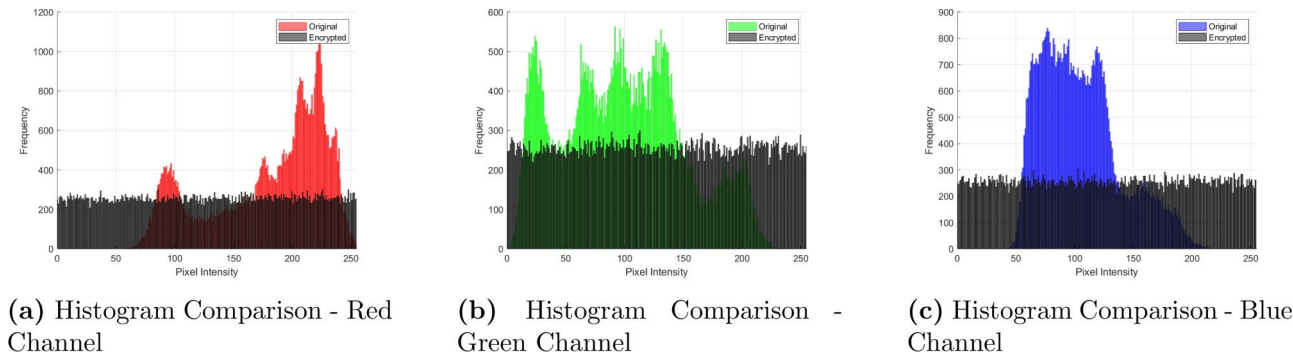 1200
1000
800
600
400
200
0
Frequency
0 50 100 150 200 250
Pixel Intensity
Original
Encrypted
(a) Histogram Comparison - Red
Channel
600
500
400
300
200
100
0
Frequency
0 50 100 150 200 250
Pixel Intensity
Original
Encrypted
(b) Histogram Comparison -
Green Channel
900
800
700
600
500
400
300
200
100
0
Frequency
0 50 100 150 200 250
Pixel Intensity
Original
Encrypted
(c) Histogram Comparison - Blue
Channel